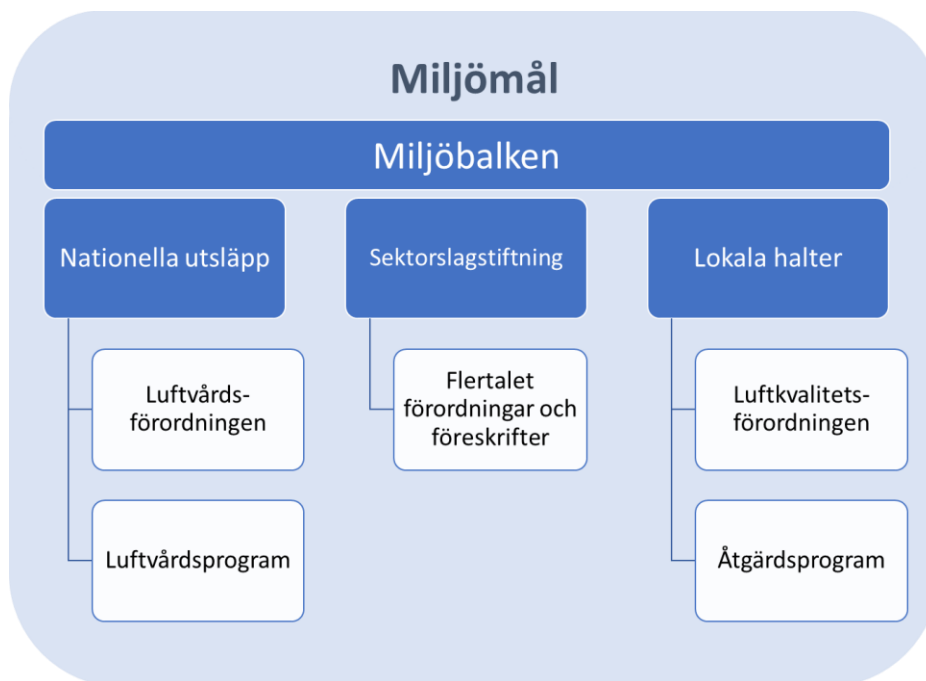 Miljömål
Miljöbalken
Nationella utsläpp
Luftvårds-
förordningen
Luftvårdsprogram
Sektorslagstiftning
Flertalet
förordningar och
föreskrifter
Lokala halter
Luftkvalitets-
förordningen
Åtgärdsprogram